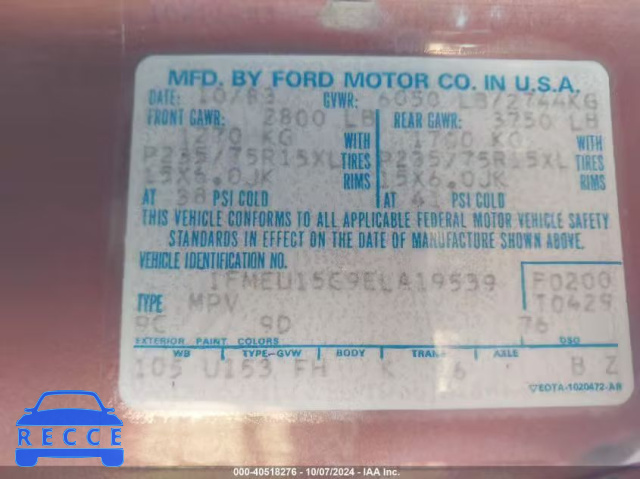 MFD. BY FORD MOTOR CO. IN U.S.A.
DATE: 10/83 GVWR: 6050 LB/2744KG
FRONT GAWR: 2800 LB REAR GAWR: 3750 LB
1270 KG WITH 1700 KG WITH
P235/75R15XL TIRES P235/75R15XL TIRES
15X6.0JK RIMS 15X6.0JK RIMS
AT PSI COLD AT 41 PSI COLD
THIS VEHICLE CONFORMS TO ALL APPLICABLE FEDERAL MOTOR VEHICLE SAFETY
STANDARDS IN EFFECT ON THE DATE OF MANUFACTURE SHOWN ABOVE.
VEHICLE IDENTIFICATION NO.
1FMEU15G9ELA19539 F0200
TYPE MPV T0429
9C 9D 76
EXTERIOR PAINT COLORS DSO
WB TYPE-GVW BODY TRANS AXLE
105 U153 FH K 6 B Z
EOTA-1020472-AB
RECCE
000-40518276 - 10/07/2024 - IAA Inc.